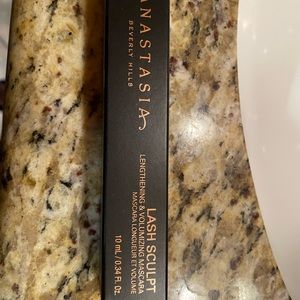 ANASTASIA
BEVERLY HILLS
LASH SCULPT
LENGTHENING & VOLUMIZING MASCARA
MASCARA LONGUEUR ET VOLUME
10 mL / 0.34 fl. Oz.